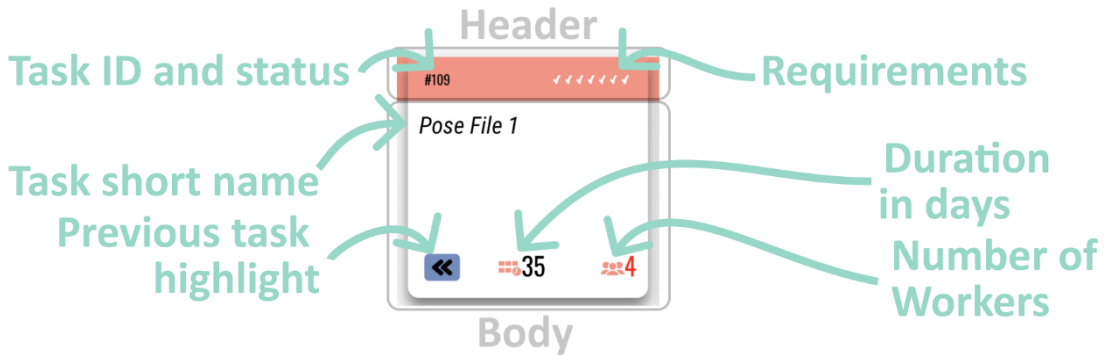 Header
Task ID and status
#109
✓✓✓✓✓✓✓
Requirements
Pose File 1
Task short name
Duration
in days
Previous task
highlight
35
4
Number of
Workers
Body